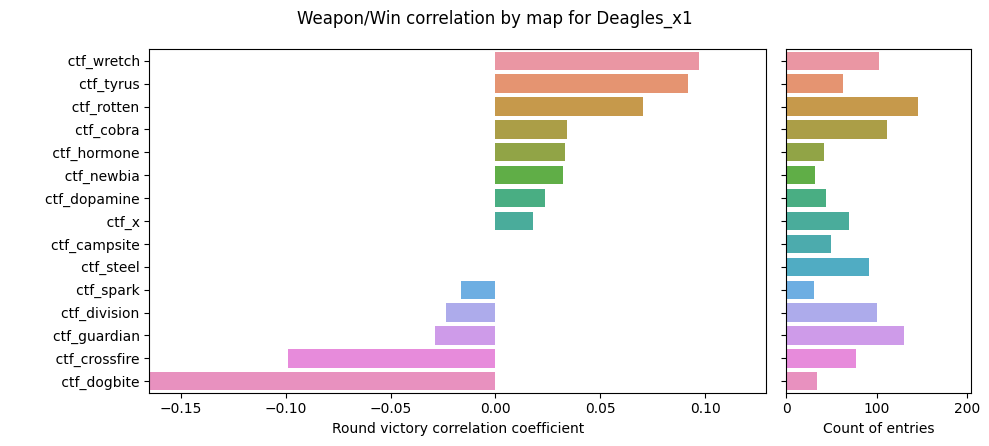 Weapon/Win correlation by map for Deagles_x1
ctf_wretch
ctf_tyrus
ctf_rotten
ctf_cobra
ctf_hormone
ctf_newbia
ctf_dopamine
ctf_x
ctf_campsite
ctf_steel
ctf_spark
ctf_division
ctf_guardian
ctf_crossfire
ctf_dogbite
−0.15 −0.10 −0.05 0.00 0.05 0.10
Round victory correlation coefficient
0 100 200
Count of entries